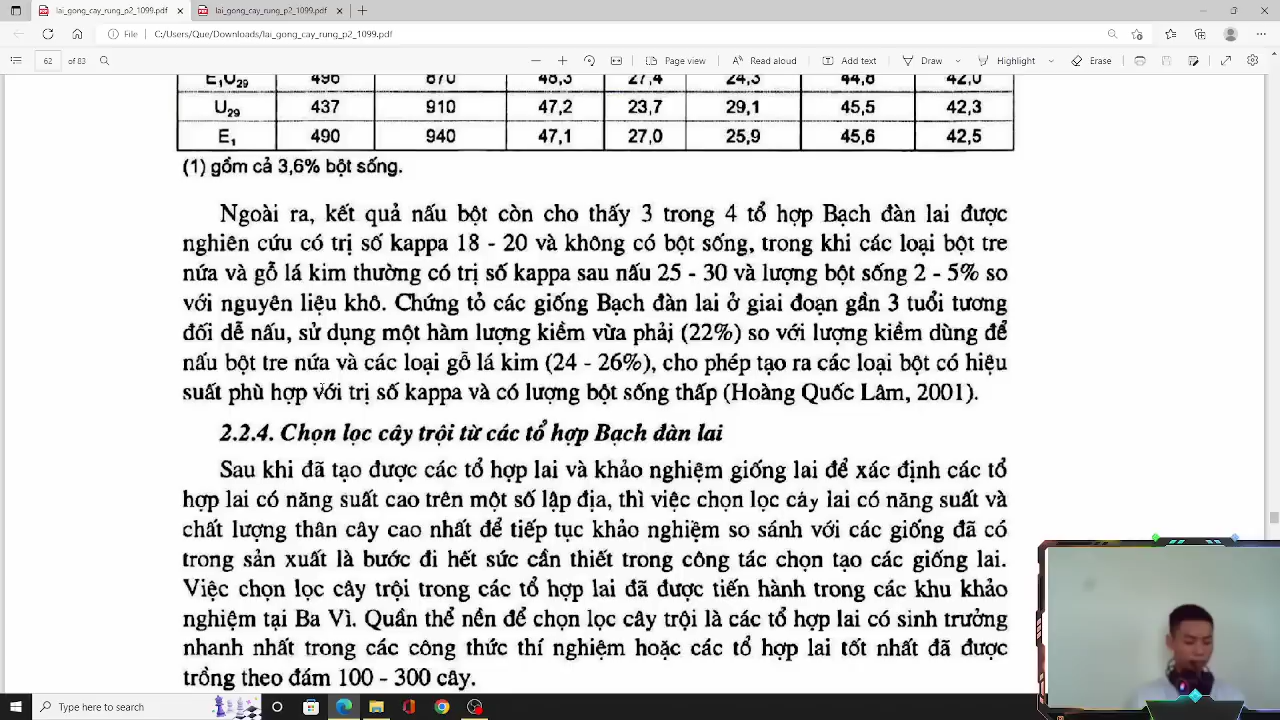 lai_gong_cay_rung_p2_1099.pdf
lai_gong_cay_rung_p2_1099.pdf
File C:/Users/Que/Downloads/lai_gong_cay_rung_p2_1099.pdf
62 of 83 Page view Read aloud Add text Draw Highlight Erase
E₁U₂₉ 496 870 48,3 27,4 24,3 44,8 42,0
U₂₉ 437 910 47,2 23,7 29,1 45,5 42,3
E₁ 490 940 47,1 27,0 25,9 45,6 42,5
(1) gồm cả 3,6% bột sống.
Ngoài ra, kết quả nấu bột còn cho thấy 3 trong 4 tổ hợp Bạch đàn lai được
nghiên cứu có trị số kappa 18 - 20 và không có bột sống, trong khi các loại bột tre
nứa và gỗ lá kim thường có trị số kappa sau nấu 25 - 30 và lượng bột sống 2 - 5% so
với nguyên liệu khô. Chứng tỏ các giống Bạch đàn lai ở giai đoạn gần 3 tuổi tương
đối dễ nấu, sử dụng một hàm lượng kiềm vừa phải (22%) so với lượng kiềm dùng để
nấu bột tre nứa và các loại gỗ lá kim (24 - 26%), cho phép tạo ra các loại bột có hiệu
suất phù hợp với trị số kappa và có lượng bột sống thấp (Hoàng Quốc Lâm, 2001).
2.2.4. Chọn lọc cây trội từ các tổ hợp Bạch đàn lai
Sau khi đã tạo được các tổ hợp lai và khảo nghiệm giống lai để xác định các tổ
hợp lai có năng suất cao trên một số lập địa, thì việc chọn lọc cây lai có năng suất và
chất lượng thân cây cao nhất để tiếp tục khảo nghiệm so sánh với các giống đã có
trong sản xuất là bước đi hết sức cần thiết trong công tác chọn tạo các giống lai.
Việc chọn lọc cây trội trong các tổ hợp lai đã được tiến hành trong các khu khảo
nghiệm tại Ba Vì. Quần thể nền để chọn lọc cây trội là các tổ hợp lai có sinh trưởng
nhanh nhất trong các công thức thí nghiệm hoặc các tổ hợp lai tốt nhất đã được
trồng theo đám 100 - 300 cây.
Type here to search